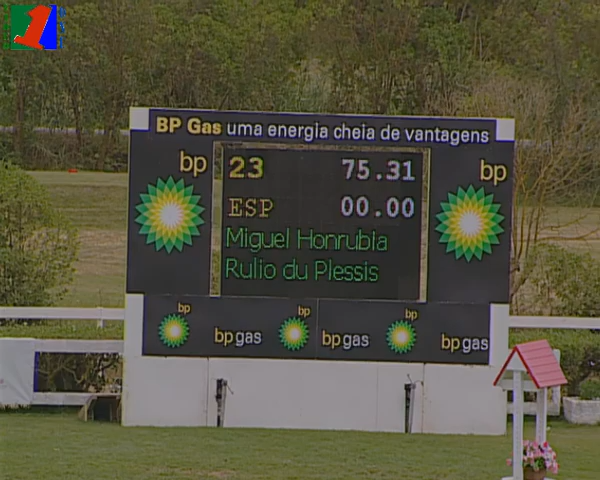 1
BP Gas uma energia cheia de vantagens
bp 23 75.31 bp
ESP 00.00
Miguel Honrubia
Rulio du Plessis
bp bp bp
bp gas bp gas bp gas